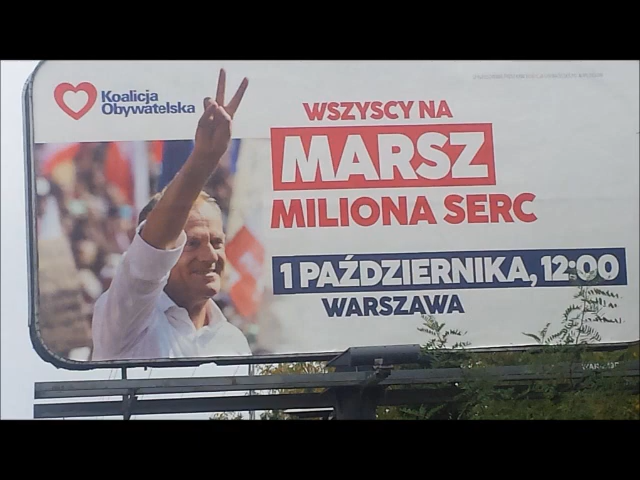 Koalicja
Obywatelska
WSZYSCY NA
MARSZ
MILIONA SERC
1 PAŹDZIERNIKA, 12:00
WARSZAWA